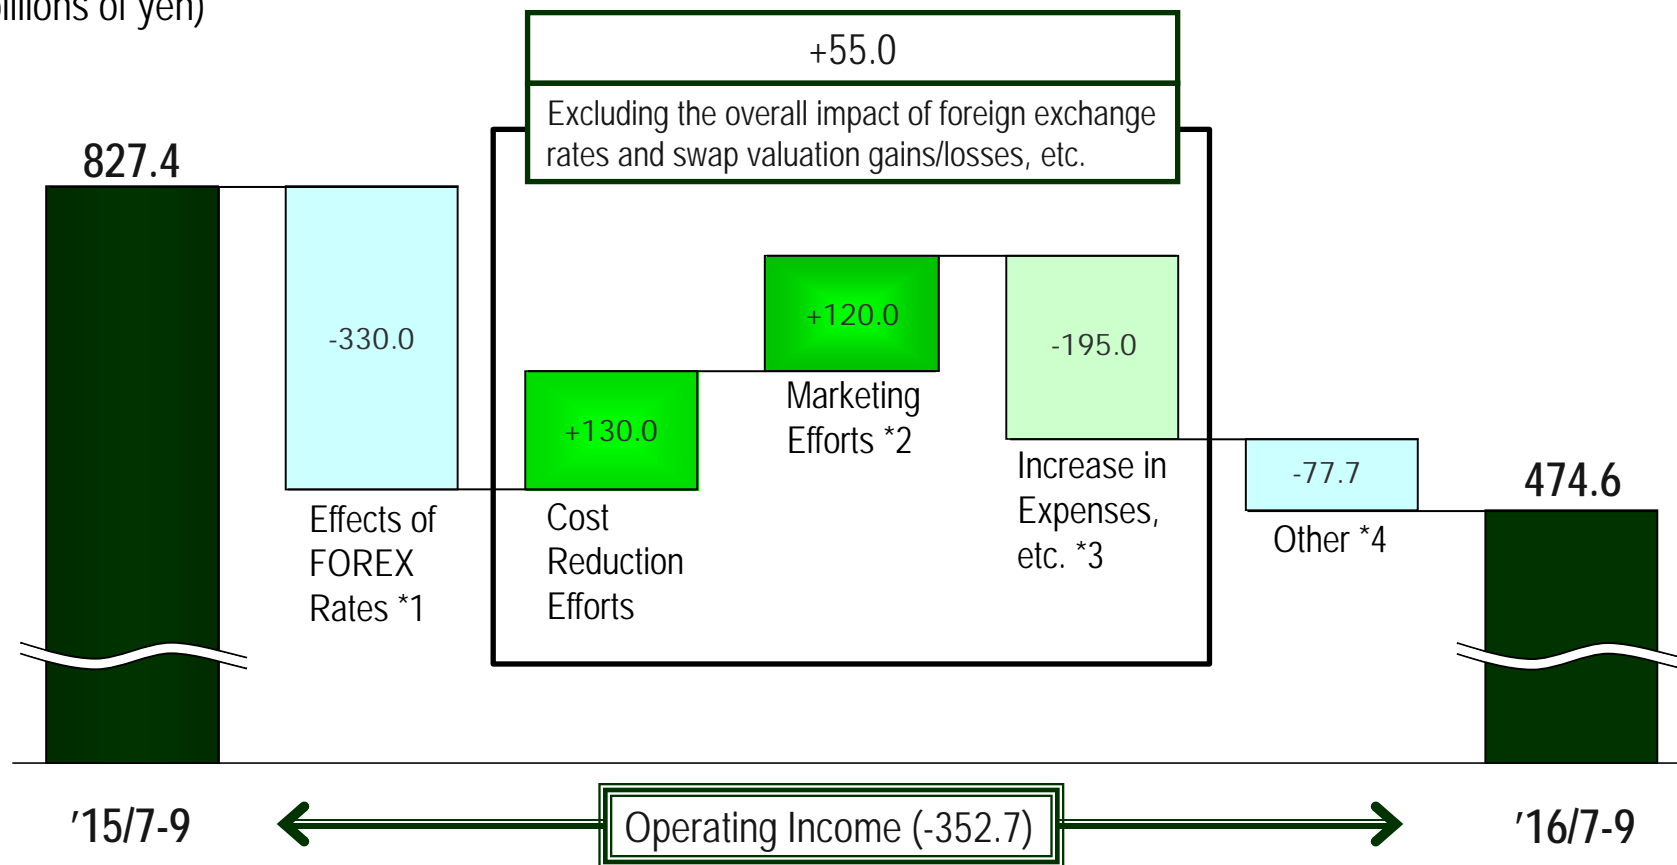 billions of yen)
+55.0
Excluding the overall impact of foreign exchange
rates and swap valuation gains/losses, etc.
827.4
-330.0
+130.0
+120.0
-195.0
-77.7
474.6
Effects of
FOREX
Rates *1
Cost
Reduction
Efforts
Marketing
Efforts *2
Increase in
Expenses,
etc. *3
Other *4
'15/7-9
Operating Income (-352.7)
'16/7-9